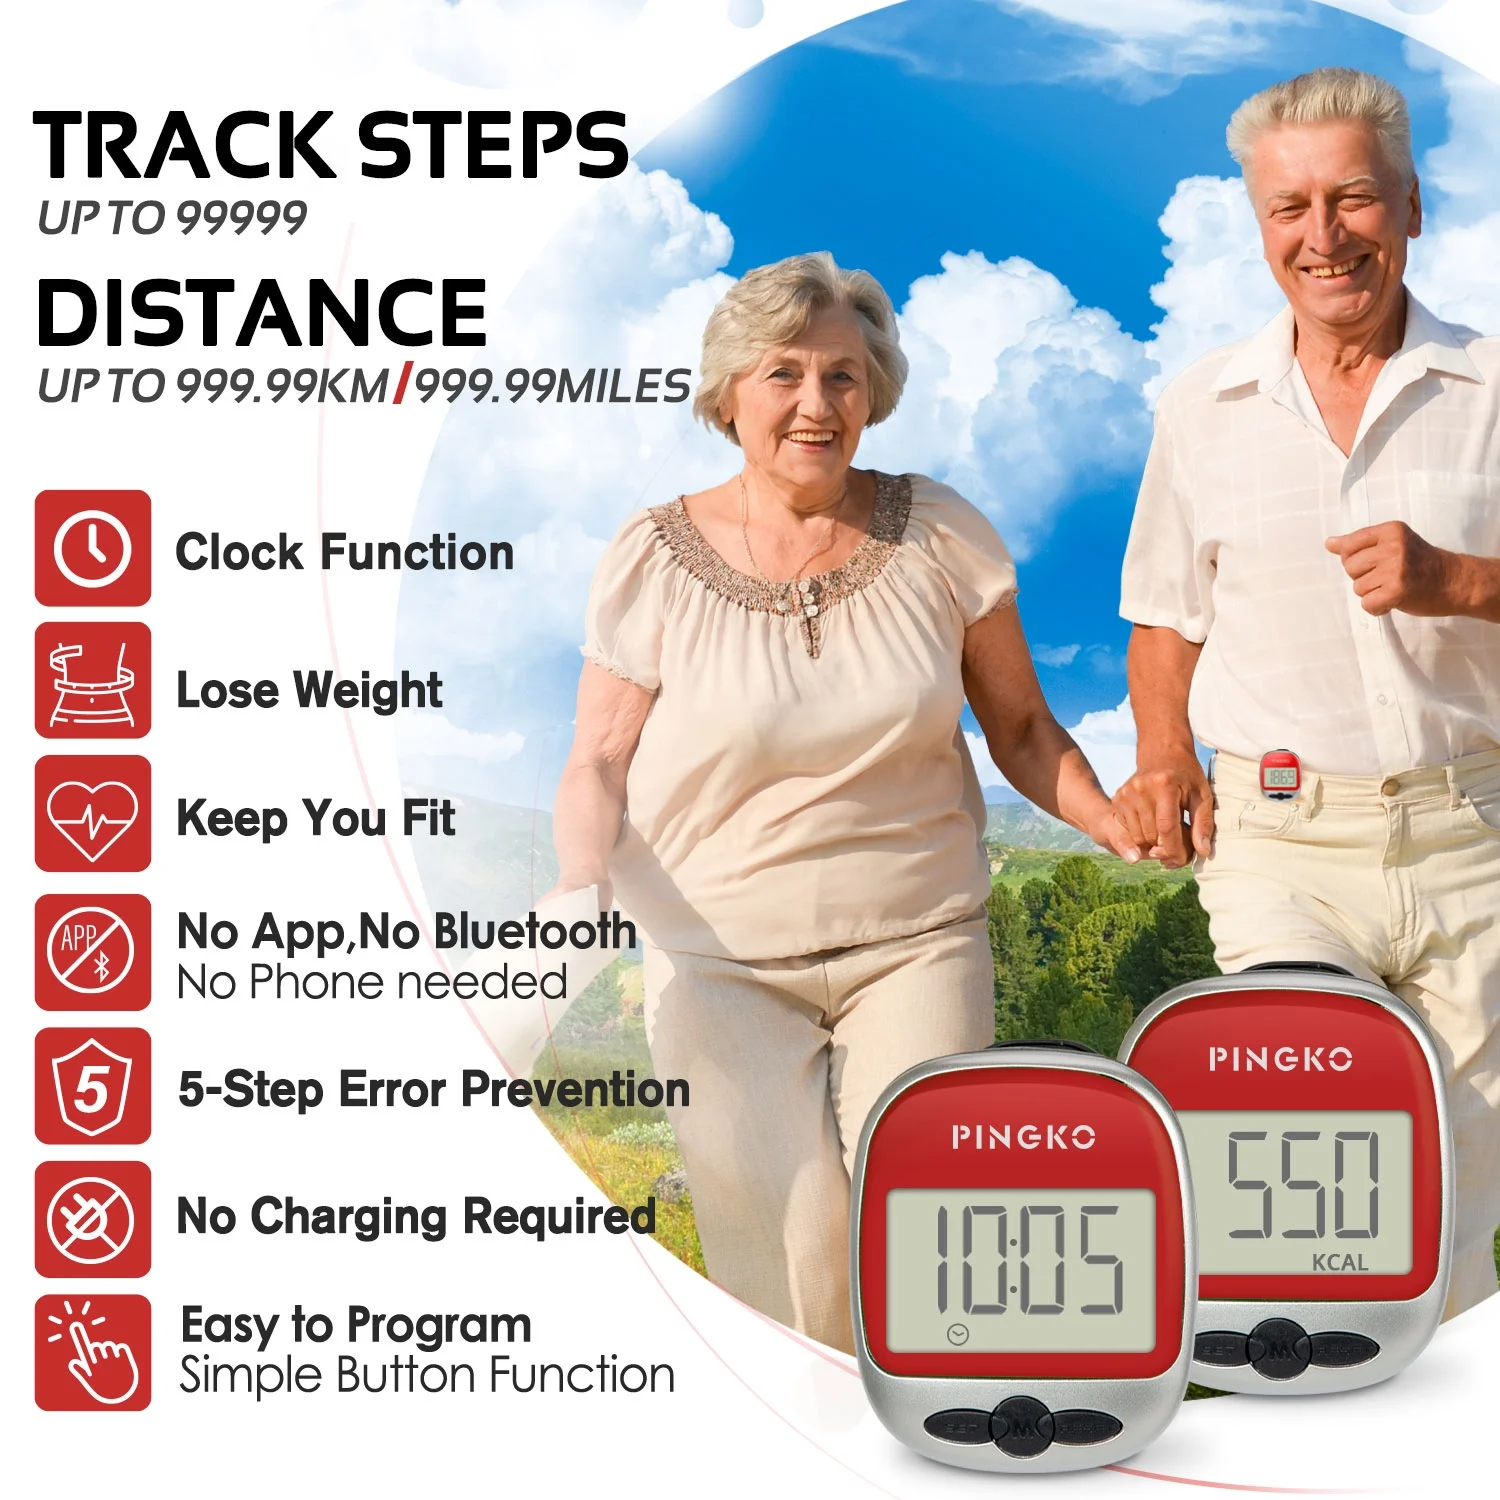 TRACK STEPS
UP TO 99999
DISTANCE
UP TO 999.99KM/999.99MILES
Clock Function
Lose Weight
Keep You Fit
APP
No App,No Bluetooth
No Phone needed
5
5-Step Error Prevention
No Charging Required
Easy to Program
Simple Button Function
1869
PINGKO
550
KCAL
SET
M
RESET
PINGKO
10:05
SET
M
RESET